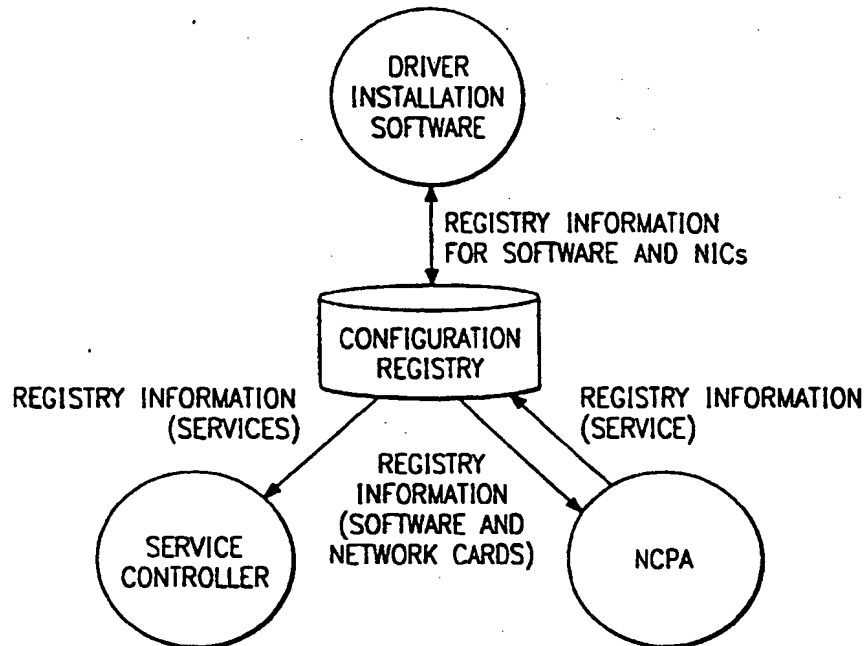 DRIVER
INSTALLATION
SOFTWARE
REGISTRY INFORMATION
FOR SOFTWARE AND NICs
CONFIGURATION
REGISTRY
REGISTRY INFORMATION
(SERVICES)
REGISTRY INFORMATION
(SERVICE)
REGISTRY
INFORMATION
(SOFTWARE AND
NETWORK CARDS)
SERVICE
CONTROLLER
NCPA